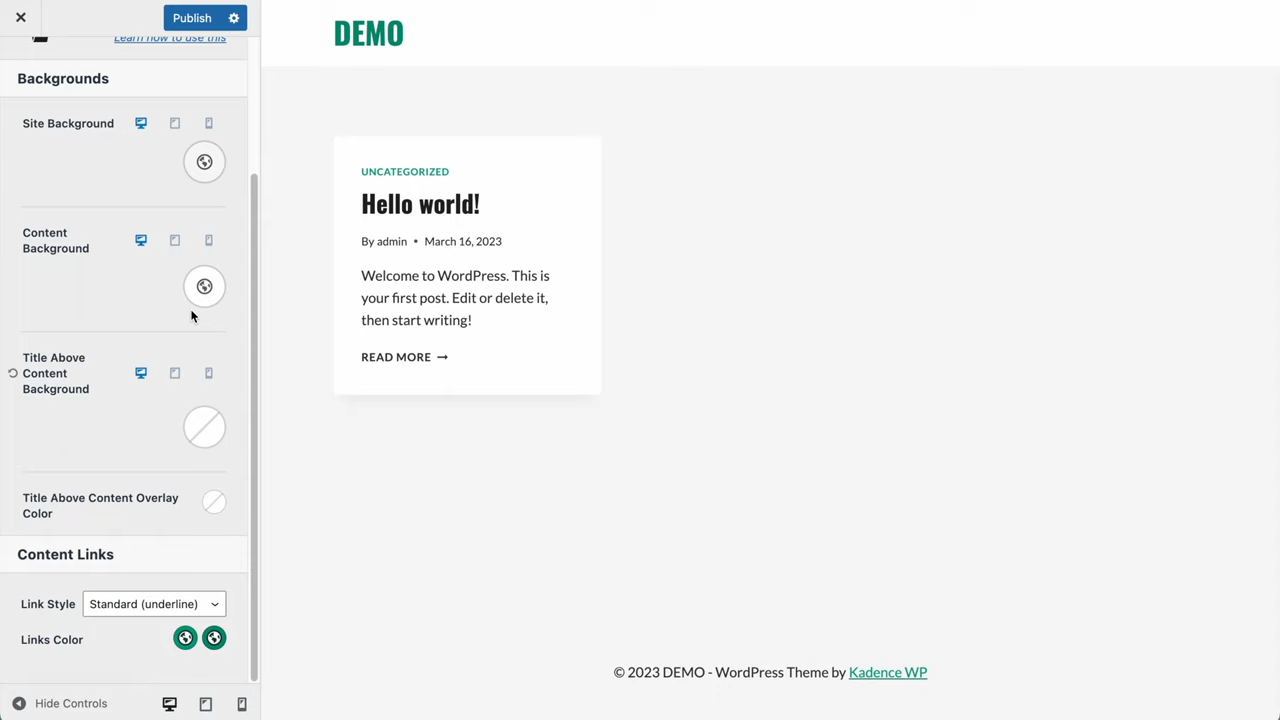 Publish
Learn how to use this
Backgrounds
Site Background
Content
Background
Title Above
Content
Background
Title Above Content Overlay
Color
Content Links
Link Style
Standard (underline)
Links Color
Hide Controls
DEMO
UNCATEGORIZED
Hello world!
By admin • March 16, 2023
Welcome to WordPress. This is
your first post. Edit or delete it,
then start writing!
READ MORE →
© 2023 DEMO - WordPress Theme by Kadence WP